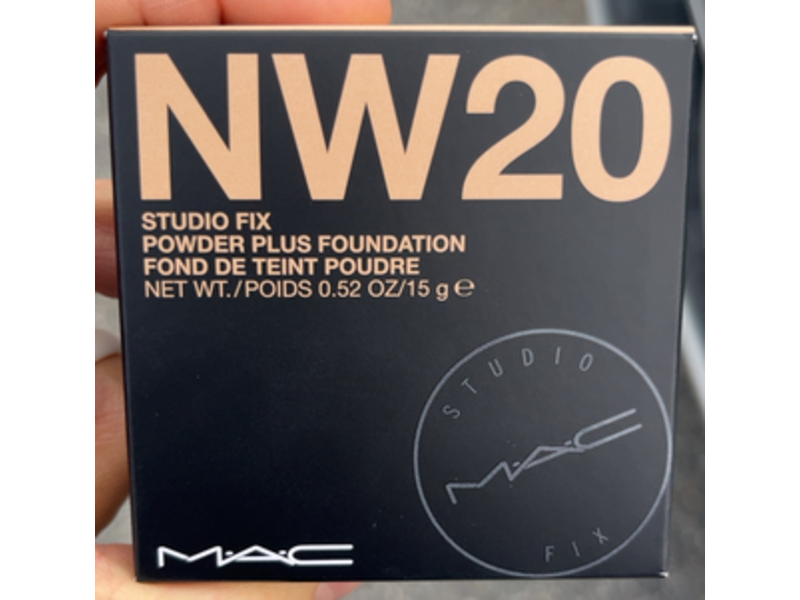 NW20
STUDIO FIX
POWDER PLUS FOUNDATION
FOND DE TEINT POUDRE
NET WT./POIDS 0.52 OZ/15 g ℮
STUDIO
M·A·C
FIX
M·A·C